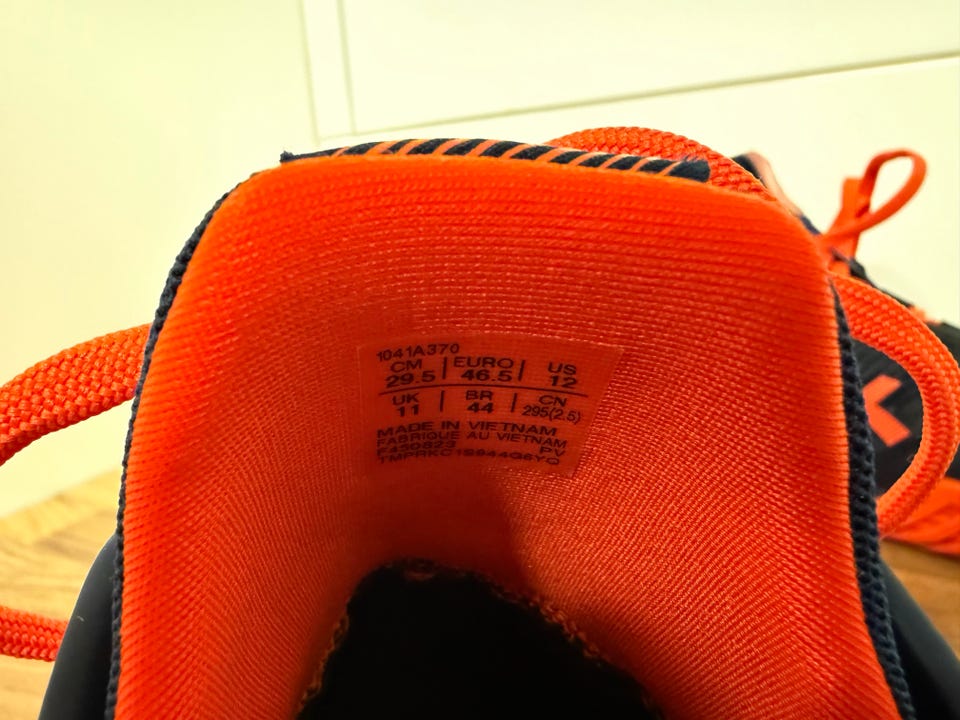 1041A370
CM | EURO | US
29.5 | 46.5 | 12
UK | BR | CN
11 | 44 | 295(2.5)
MADE IN VIETNAM
FABRIQUE AU VIETNAM
F450823 PV